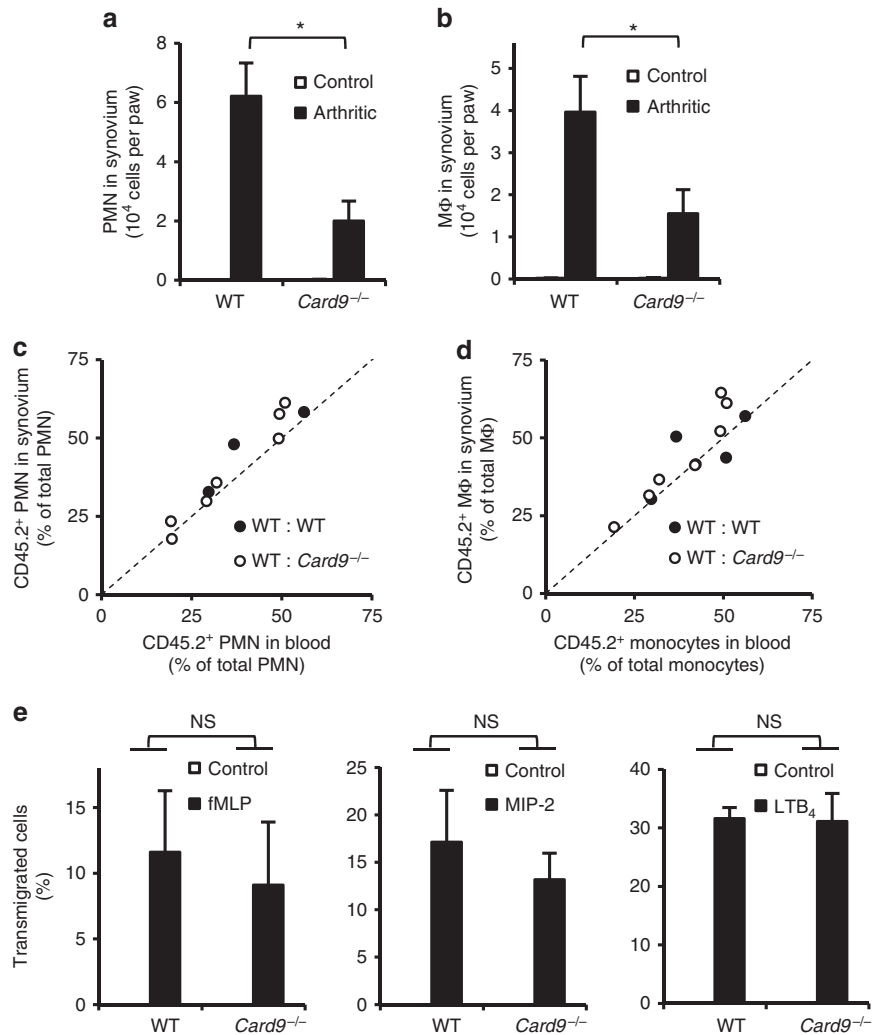 a
*
8
6
4
2
0
PMN in synovium
(10⁴ cells per paw)
Control
Arthritic
WT
Card9⁻/⁻
b
*
5
4
3
2
1
0
MΦ in synovium
(10⁴ cells per paw)
Control
Arthritic
WT
Card9⁻/⁻
c
75
50
25
0
CD45.2⁺ PMN in synovium
(% of total PMN)
WT : WT
WT : Card9⁻/⁻
0 25 50 75
CD45.2⁺ PMN in blood
(% of total PMN)
d
75
50
25
0
CD45.2⁺ MΦ in synovium
(% of total MΦ)
WT : WT
WT : Card9⁻/⁻
0 25 50 75
CD45.2⁺ monocytes in blood
(% of total monocytes)
e
Transmigrated cells
(%)
NS
Control
fMLP
15
10
5
0
WT
Card9⁻/⁻
NS
Control
MIP-2
25
20
15
10
5
0
WT
Card9⁻/⁻
NS
Control
LTB₄
40
30
20
10
0
WT
Card9⁻/⁻